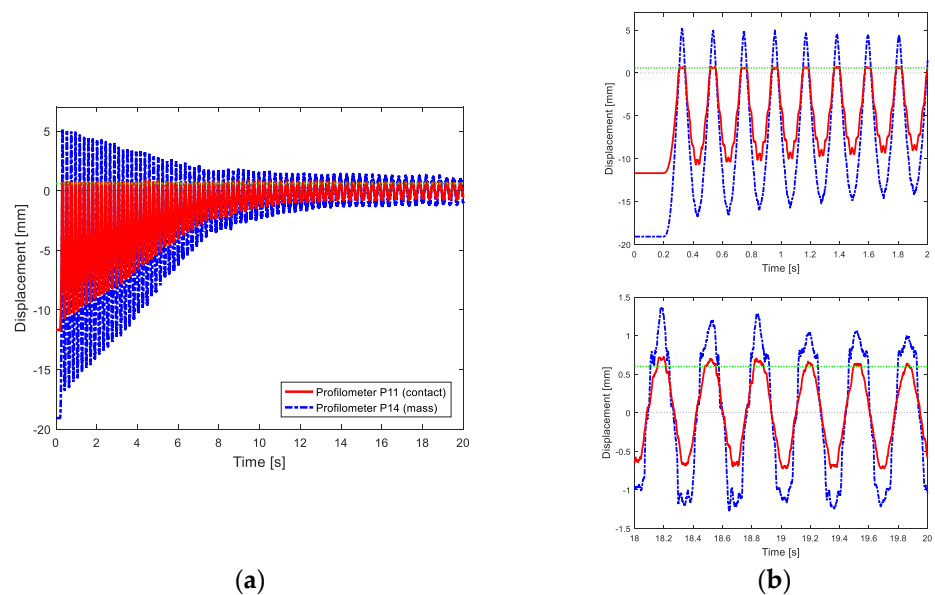 Displacement [mm]
5
0
-5
-10
-15
-20
0 2 4 6 8 10 12 14 16 18 20
Time [s]
Profilometer P11 (contact)
Profilometer P14 (mass)
(a)
Displacement [mm]
5
0
-5
-10
-15
-20
0 0.2 0.4 0.6 0.8 1 1.2 1.4 1.6 1.8 2
Time [s]
Displacement [mm]
1.5
1
0.5
0
-0.5
-1
-1.5
18 18.2 18.4 18.6 18.8 19 19.2 19.4 19.6 19.8 20
Time [s]
(b)